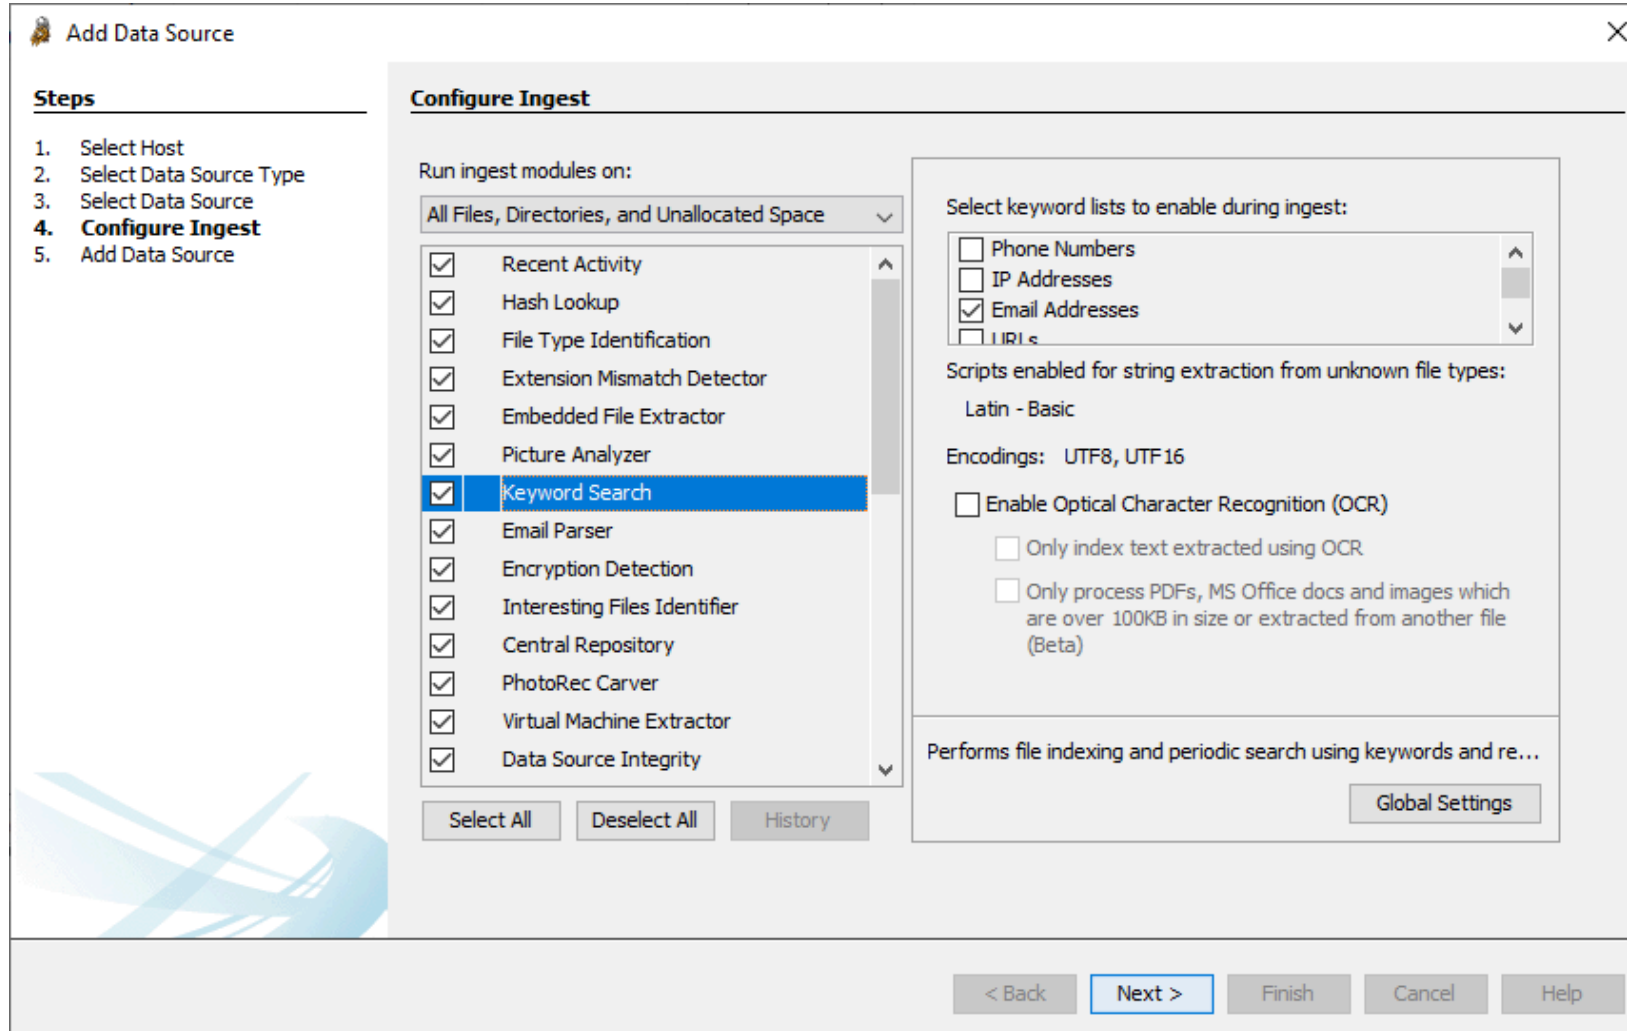 Add Data Source
Steps
1. Select Host
2. Select Data Source Type
3. Select Data Source
4. Configure Ingest
5. Add Data Source
Configure Ingest
Run ingest modules on:
All Files, Directories, and Unallocated Space
Recent Activity
Hash Lookup
File Type Identification
Extension Mismatch Detector
Embedded File Extractor
Picture Analyzer
Keyword Search
Email Parser
Encryption Detection
Interesting Files Identifier
Central Repository
PhotoRec Carver
Virtual Machine Extractor
Data Source Integrity
Select All
Deselect All
History
Select keyword lists to enable during ingest:
Phone Numbers
IP Addresses
Email Addresses
URLs
Scripts enabled for string extraction from unknown file types:
Latin - Basic
Encodings: UTF8, UTF16
Enable Optical Character Recognition (OCR)
Only index text extracted using OCR
Only process PDFs, MS Office docs and images which
are over 100KB in size or extracted from another file
(Beta)
Performs file indexing and periodic search using keywords and re...
Global Settings
< Back
Next >
Finish
Cancel
Help